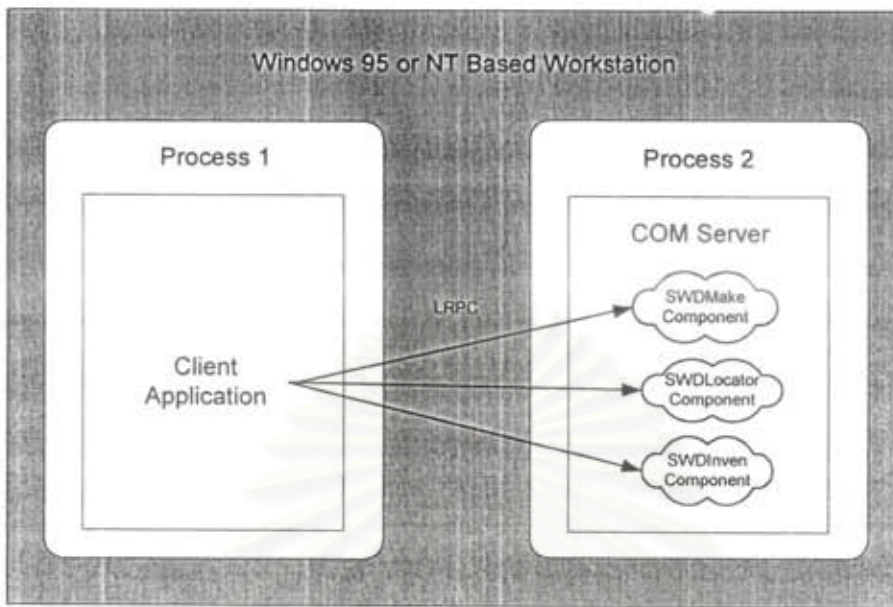 Windows 95 or NT Based Workstation
Process 1
Process 2
COM Server
LRPC
SWDMake
Component
Client
Application
SWDLocator
Component
SWDInven
Component